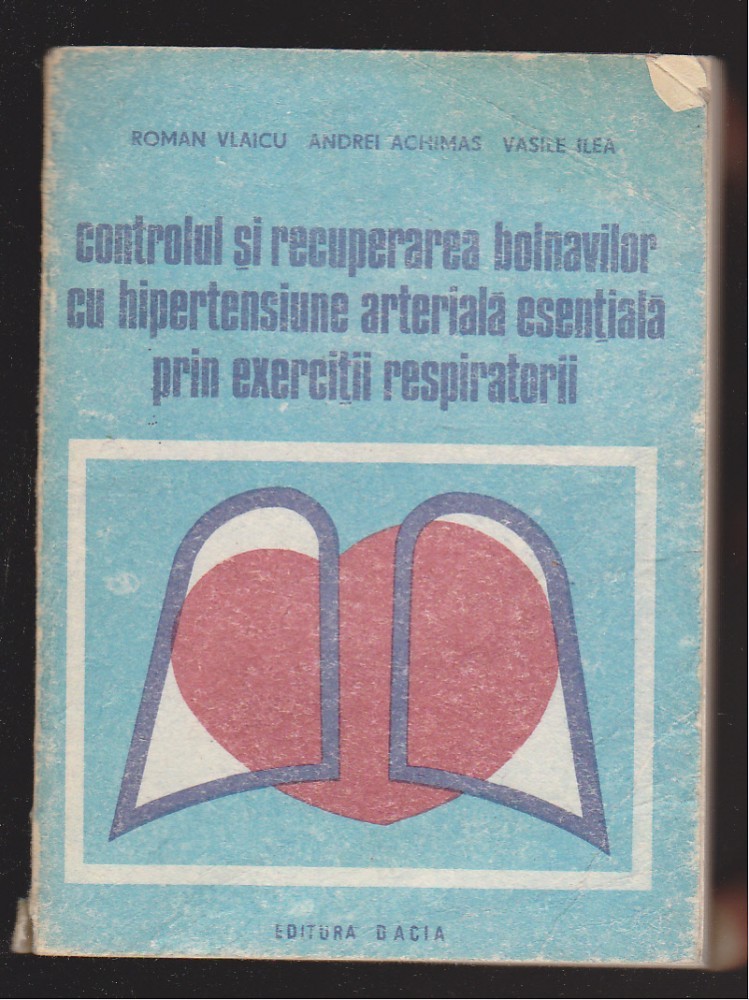 ROMAN VLAICU ANDREI ACHIMAS VASILE ILEA
controlul și recuperarea bolnavilor
cu hipertensiune arterială esențială
prin exerciții respiratorii
EDITURA DACIA